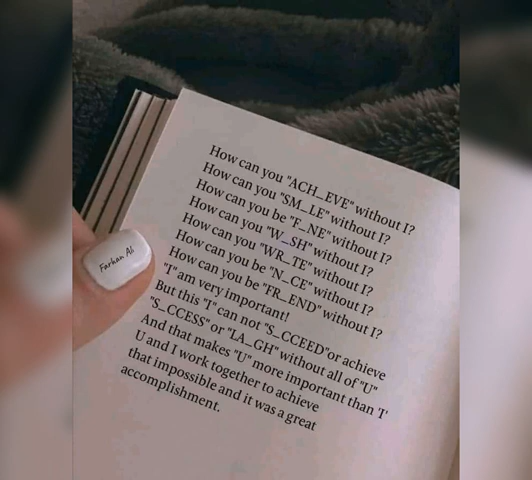 How can you "ACH_EVE" without I?
How can you "SM_LE" without I?
How can you be "F_NE" without I?
How can you "W_SH" without I?
How can you "WR_TE" without I?
How can you be "N_CE" without I?
How can you be "FR_END" without I?
"I" am very important!
But this "I" can not "S_CCEED" or achieve
"S_CCESS" or "LA_GH" without all of "U"
And that makes "U" more important than 'I'
U and I work together to achieve
that impossible and it was a great
accomplishment.
Farhan Ali